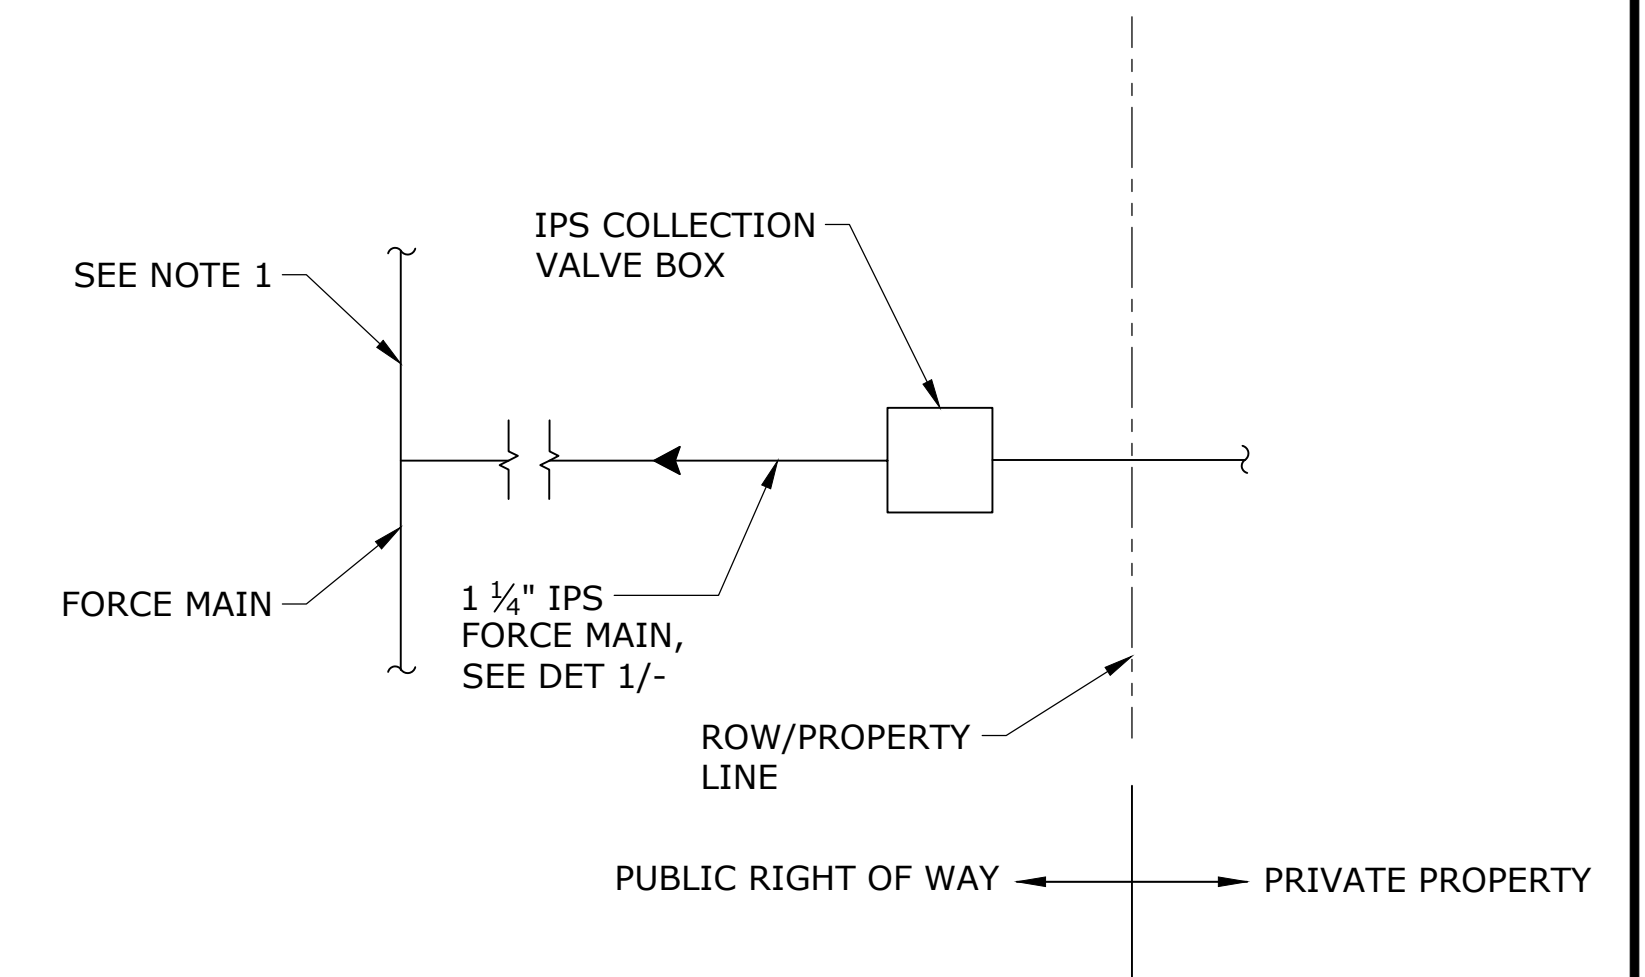 IPS COLLECTION
VALVE BOX
SEE NOTE 1
FORCE MAIN
1 ¼" IPS
FORCE MAIN,
SEE DET 1/-
ROW/PROPERTY
LINE
PUBLIC RIGHT OF WAY
PRIVATE PROPERTY